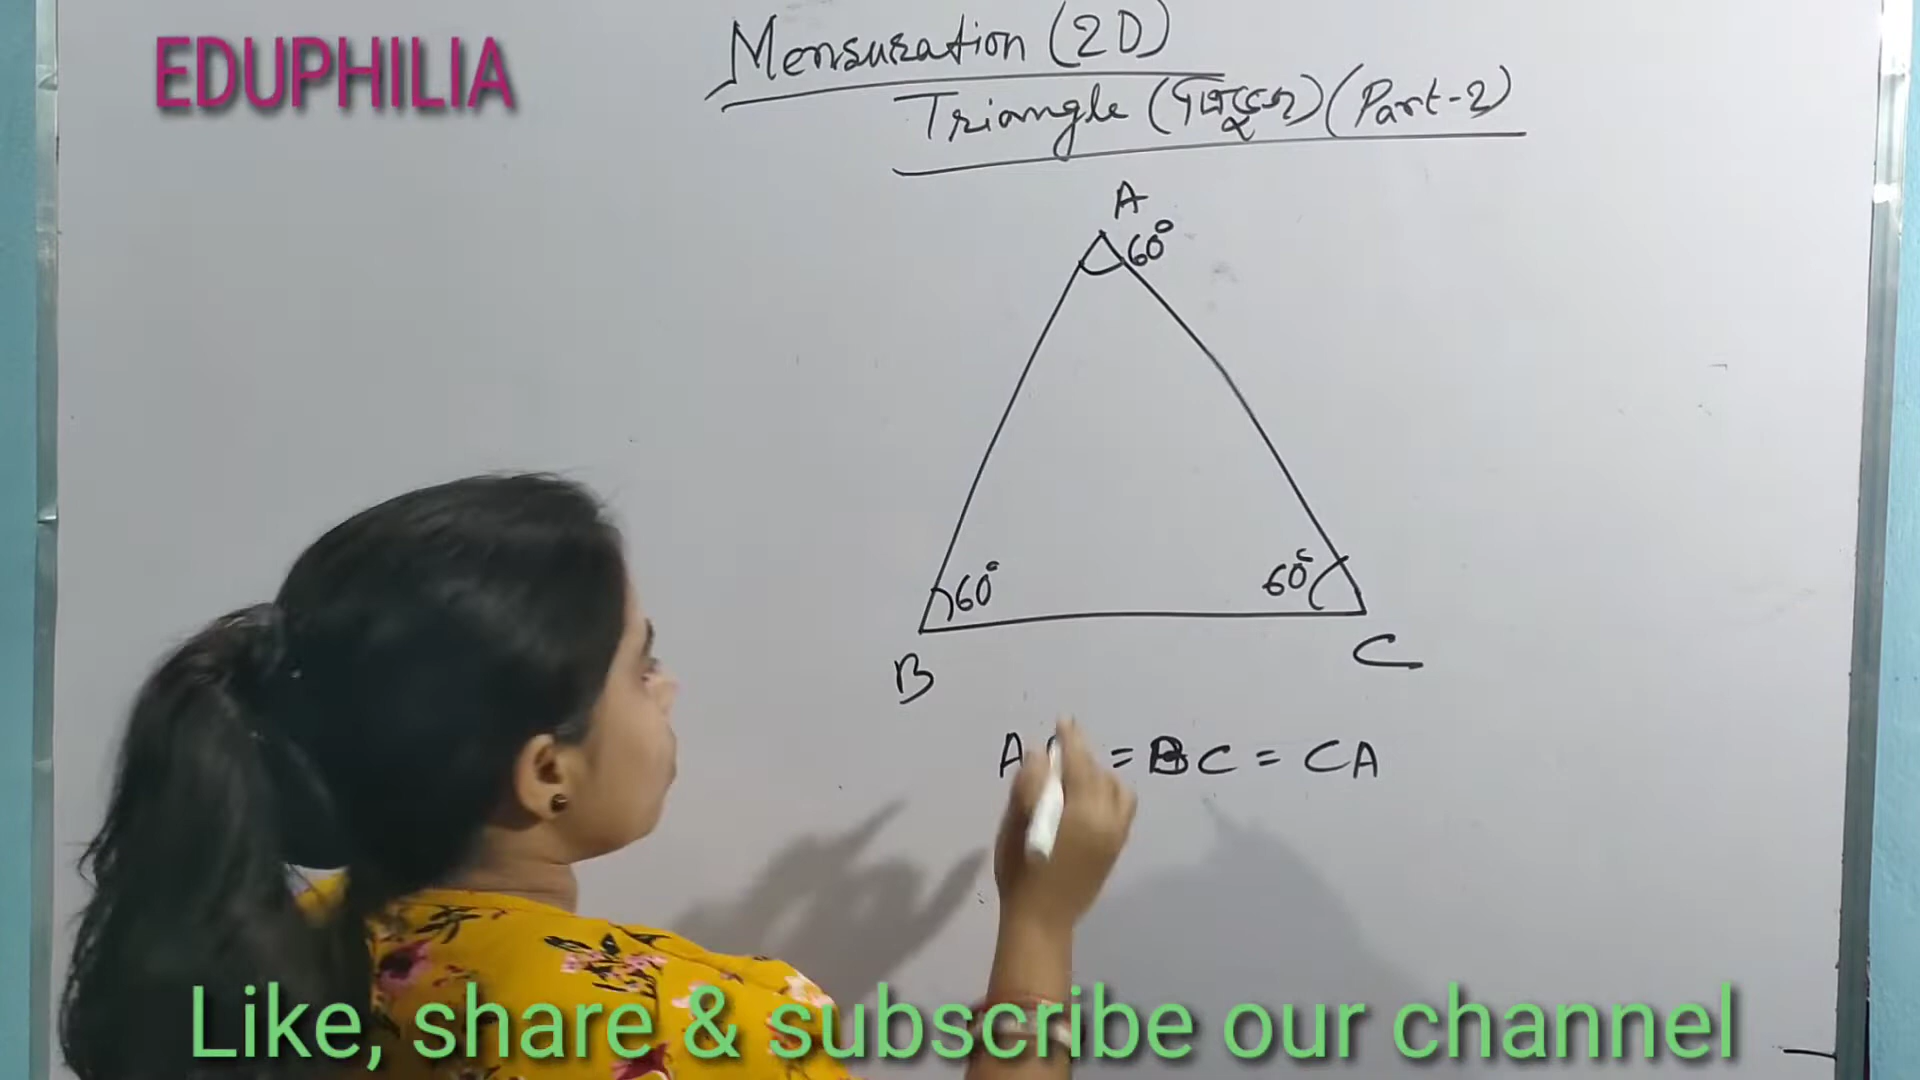 EDUPHILIA
Mensuration (2D)
Triangle (ତ୍ରିଭୁଜ) (Part-2)
A
60°
60°
60°
B
C
A = BC = CA
Like, share & subscribe our channel